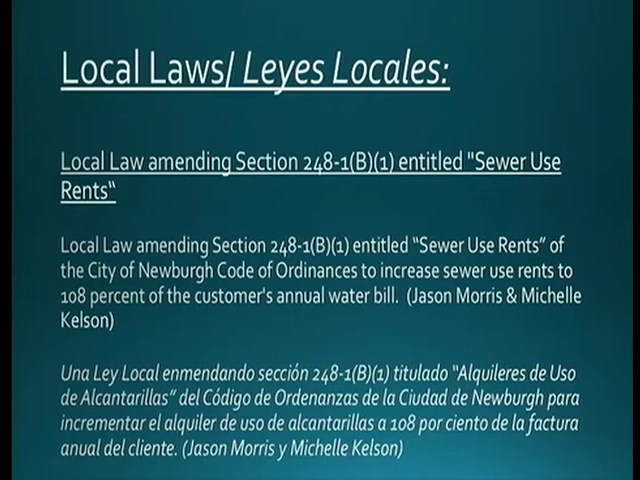 Local Laws/ Leyes Locales:
Local Law amending Section 248-1(B)(1) entitled "Sewer Use
Rents“
Local Law amending Section 248-1(B)(1) entitled “Sewer Use Rents” of
the City of Newburgh Code of Ordinances to increase sewer use rents to
108 percent of the customer's annual water bill. (Jason Morris & Michelle
Kelson)
Una Ley Local enmendando sección 248-1(B)(1) titulado “Alquileres de Uso
de Alcantarillas” del Código de Ordenanzas de la Ciudad de Newburgh para
incrementar el alquiler de uso de alcantarillas a 108 por ciento de la factura
anual del cliente. (Jason Morris y Michelle Kelson)